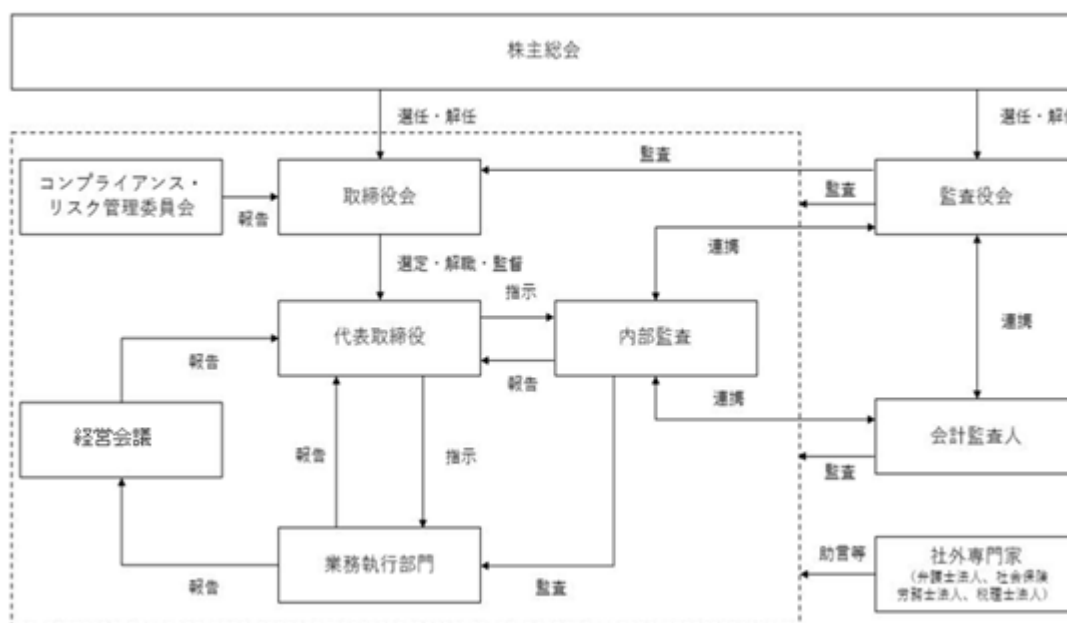 株主総会
選任・解任
選任・解任
監査
コンプライアンス・
リスク管理委員会
報告
取締役会
監査
監査役会
選定・解職・監督
連携
指示
代表取締役
内部監査
連携
報告
報告
連携
経営会議
会計監査人
報告
指示
監査
業務執行部門
報告
監査
助言等
社外専門家
（弁護士法人、社会保険
労務士法人、税理士法人）